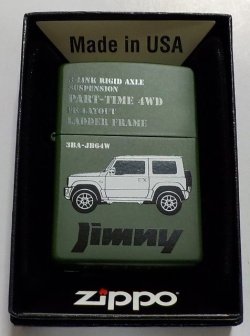 Made in USA
3-LINK RIGID AXLE
SUSPENSION
PART-TIME 4WD
FR LAYOUT
LADDER FRAME
3BA-JB64W
Jimny
zippo